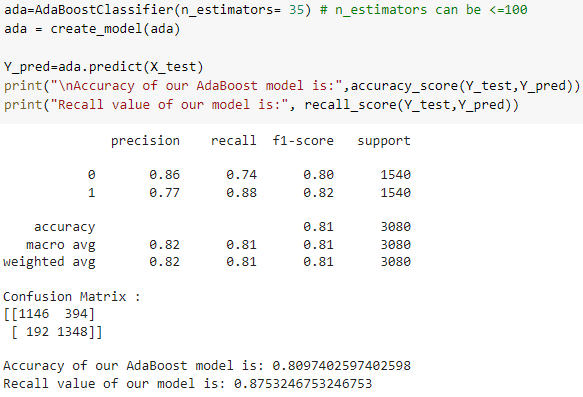 ada=AdaBoostClassifier(n_estimators= 35) # n_estimators can be <=100
ada = create_model(ada)
Y_pred=ada.predict(X_test)
print("\nAccuracy of our AdaBoost model is:",accuracy_score(Y_test,Y_pred))
print("Recall value of our model is:", recall_score(Y_test,Y_pred))
precision recall f1-score support
0 0.86 0.74 0.80 1540
1 0.77 0.88 0.82 1540
accuracy 0.81 3080
macro avg 0.82 0.81 0.81 3080
weighted avg 0.82 0.81 0.81 3080
Confusion Matrix :
[[1146 394]
[ 192 1348]]
Accuracy of our AdaBoost model is: 0.8097402597402598
Recall value of our model is: 0.8753246753246753